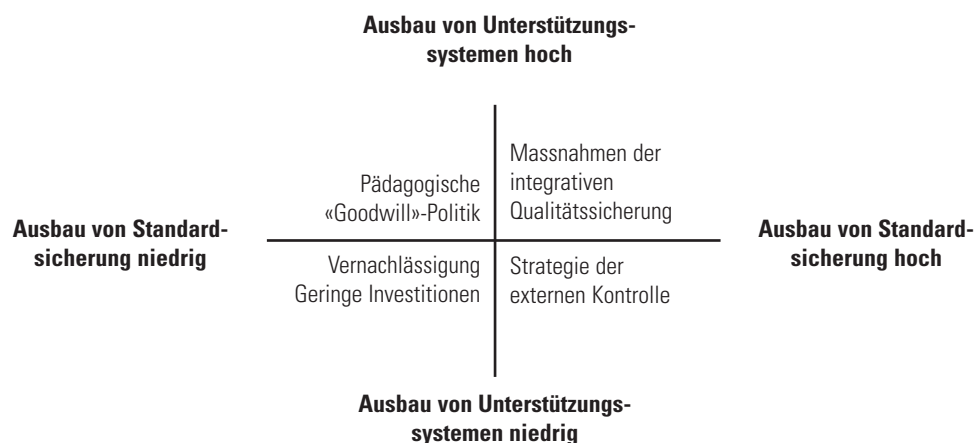 Ausbau von Unterstützungs-
systemen hoch
Pädagogische
«Goodwill»-Politik
Massnahmen der
integrativen
Qualitätssicherung
Ausbau von Standard-
sicherung niedrig
Ausbau von Standard-
sicherung hoch
Vernachlässigung
Geringe Investitionen
Strategie der
externen Kontrolle
Ausbau von Unterstützungs-
systemen niedrig